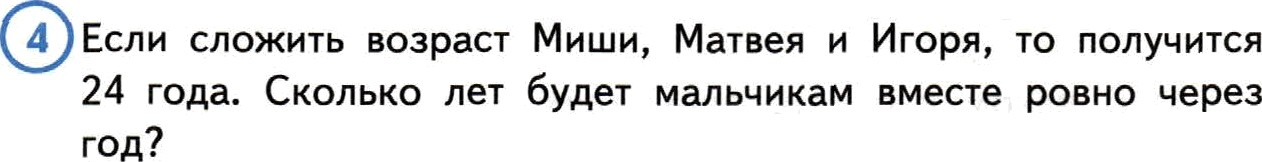 4 Если сложить возраст Миши, Матвея и Игоря, то получится
24 года. Сколько лет будет мальчикам вместе ровно через
год?